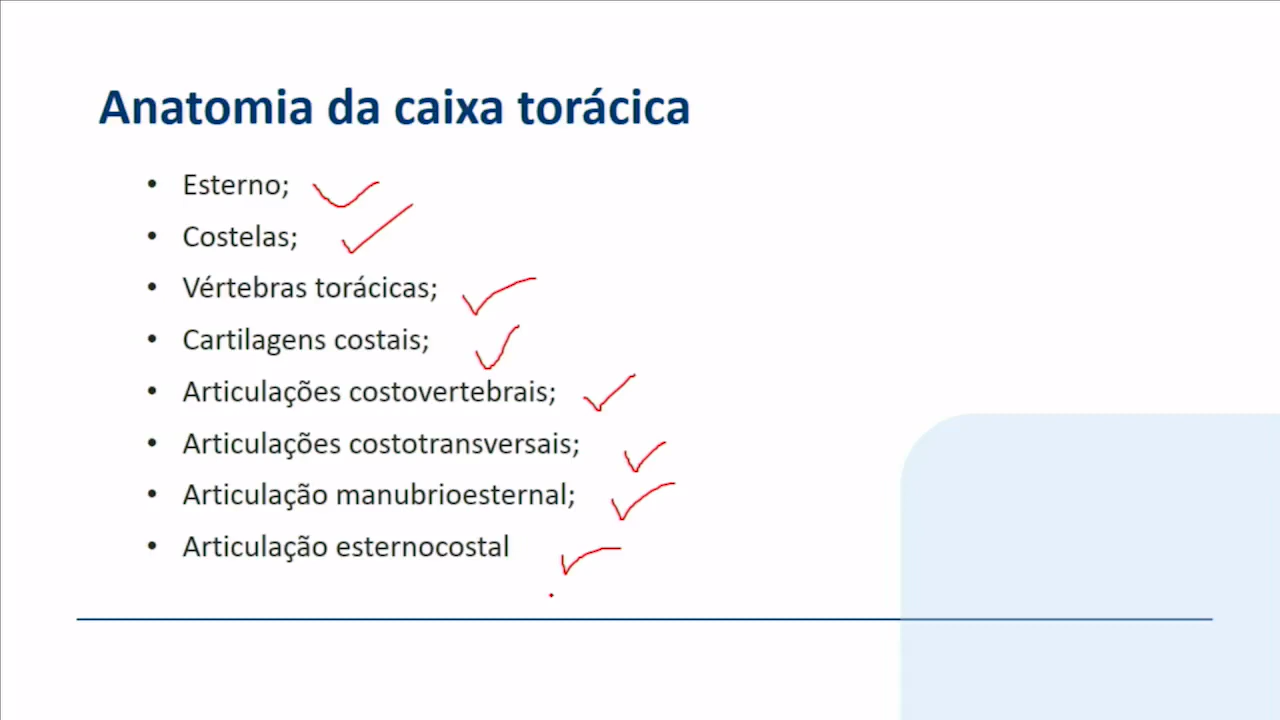 Anatomia da caixa torácica
• Esterno;
• Costelas;
• Vértebras torácicas;
• Cartilagens costais;
• Articulações costovertebrais;
• Articulações costotransversais;
• Articulação manubrioesternal;
• Articulação esternocostal